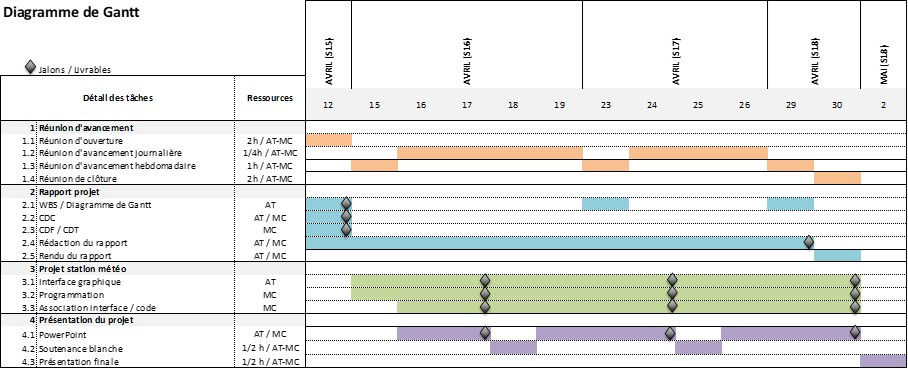 Diagramme de Gantt
Jalons / Livrables
AVRIL (S15) AVRIL (S16) AVRIL (S17) AVRIL (S18) MAI (S18)
Détail des tâches Ressources 12 15 16 17 18 19 23 24 25 26 29 30 2
1 Réunion d'avancement
1.1 Réunion d'ouverture 2h / AT-MC
1.2 Réunion d'avancement journalière 1/4h / AT-MC
1.3 Réunion d'avancement hebdomadaire 1h / AT-MC
1.4 Réunion de clôture 2h / AT-MC
2 Rapport projet
2.1 WBS / Diagramme de Gantt AT
2.2 CDC AT / MC
2.3 CDF / CDT MC
2.4 Rédaction du rapport AT / MC
2.5 Rendu du rapport AT / MC
3 Projet station météo
3.1 Interface graphique AT
3.2 Programmation MC
3.3 Association interface / code MC
4 Présentation du projet
4.1 PowerPoint AT / MC
4.2 Soutenance blanche 1/2 h / AT-MC
4.3 Présentation finale 1/2 h / AT-MC